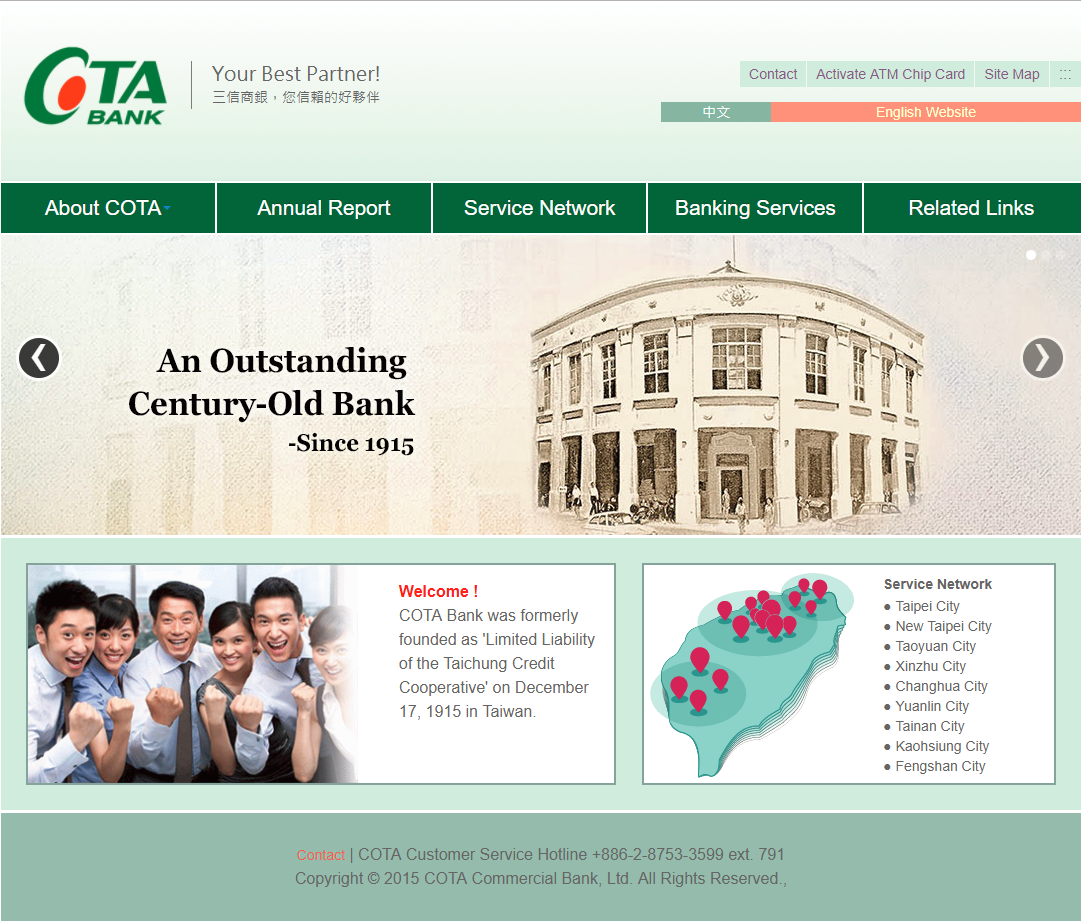 COTA
BANK
Your Best Partner!
三信商銀，您信賴的好夥伴
Contact
Activate ATM Chip Card
Site Map
:::
中文
English Website
About COTA
Annual Report
Service Network
Banking Services
Related Links
An Outstanding
Century-Old Bank
-Since 1915
Welcome !
COTA Bank was formerly
founded as 'Limited Liability
of the Taichung Credit
Cooperative' on December
17, 1915 in Taiwan.
Service Network
● Taipei City
● New Taipei City
● Taoyuan City
● Xinzhu City
● Changhua City
● Yuanlin City
● Tainan City
● Kaohsiung City
● Fengshan City
Contact | COTA Customer Service Hotline +886-2-8753-3599 ext. 791
Copyright © 2015 COTA Commercial Bank, Ltd. All Rights Reserved.,